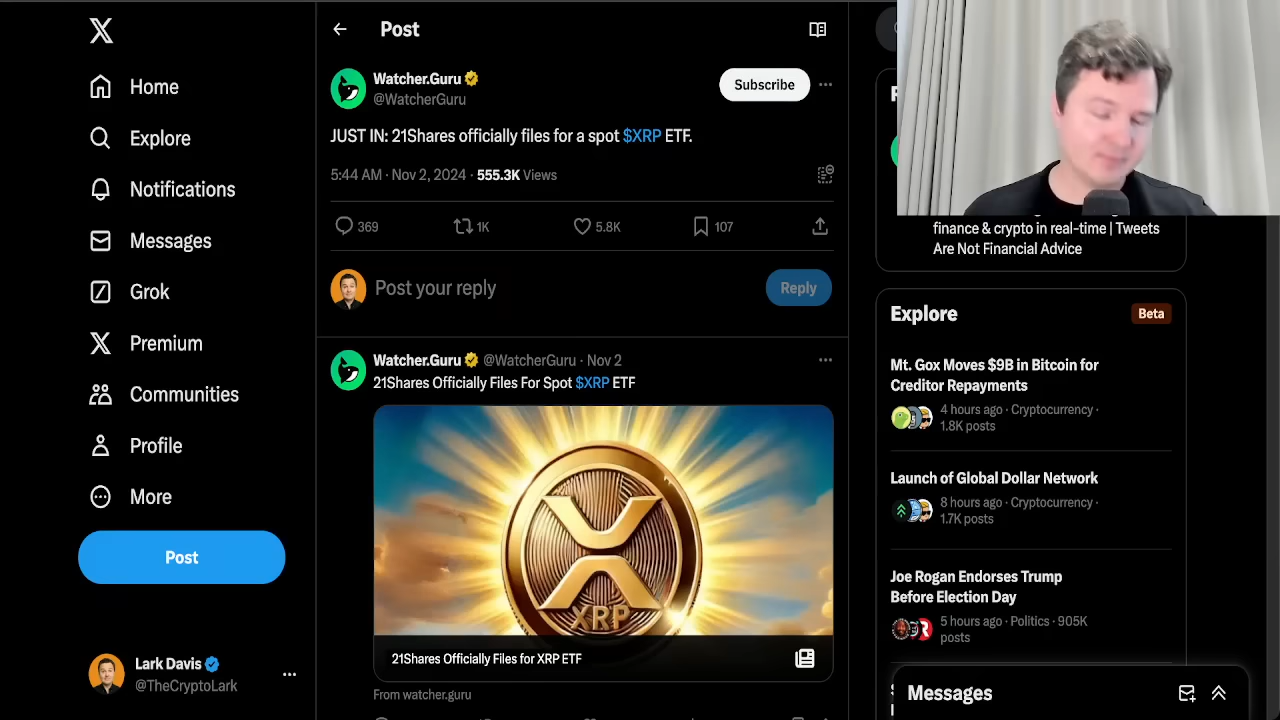 Home
Explore
Notifications
Messages
Grok
Premium
Communities
Profile
More
Post
Lark Davis
@TheCryptoLark
Post
Watcher.Guru
@WatcherGuru
Subscribe
JUST IN: 21Shares officially files for a spot $XRP ETF.
5:44 AM · Nov 2, 2024 · 555.3K Views
369
1K
5.8K
107
Post your reply
Reply
Watcher.Guru @WatcherGuru · Nov 2
21Shares Officially Files For Spot $XRP ETF
XRP
21Shares Officially Files for XRP ETF
From watcher.guru
finance & crypto in real-time | Tweets
Are Not Financial Advice
Explore
Beta
Mt. Gox Moves $9B in Bitcoin for
Creditor Repayments
4 hours ago · Cryptocurrency ·
1.8K posts
Launch of Global Dollar Network
8 hours ago · Cryptocurrency ·
1.7K posts
Joe Rogan Endorses Trump
Before Election Day
5 hours ago · Politics · 905K
posts
Messages